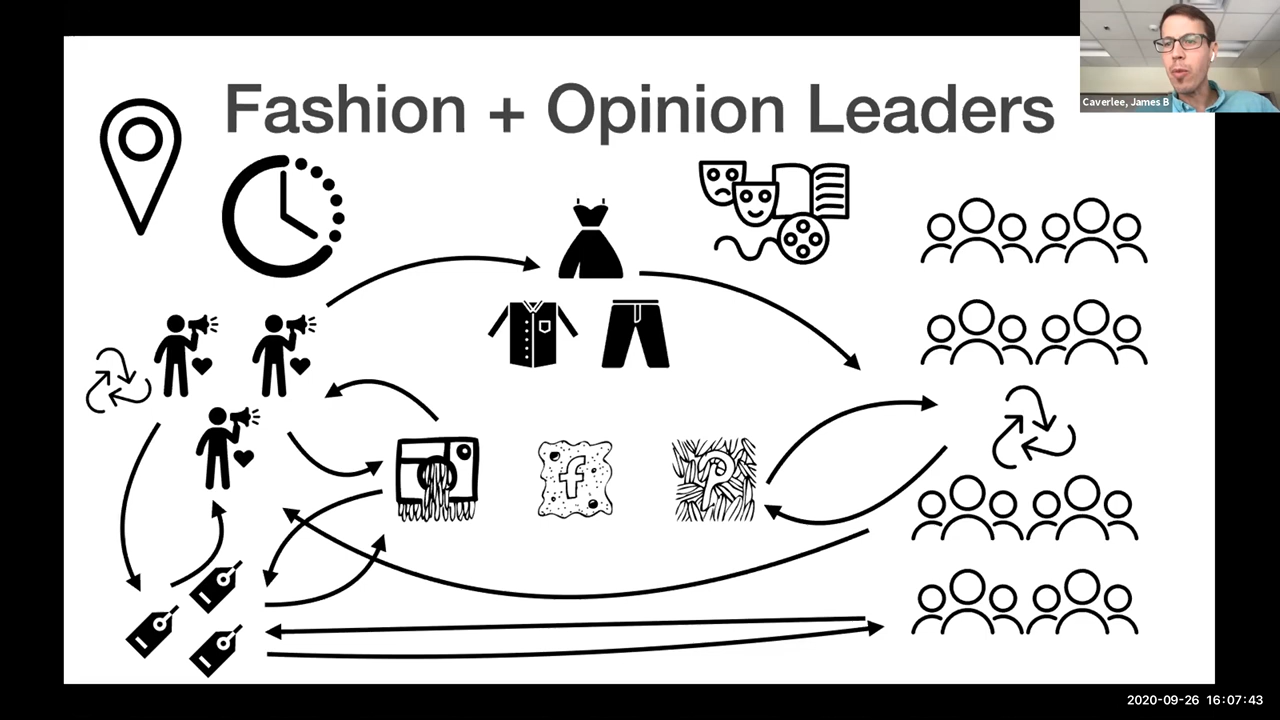 Fashion + Opinion Leaders
Caverlee, James B
f
P
2020-09-26 16:07:43